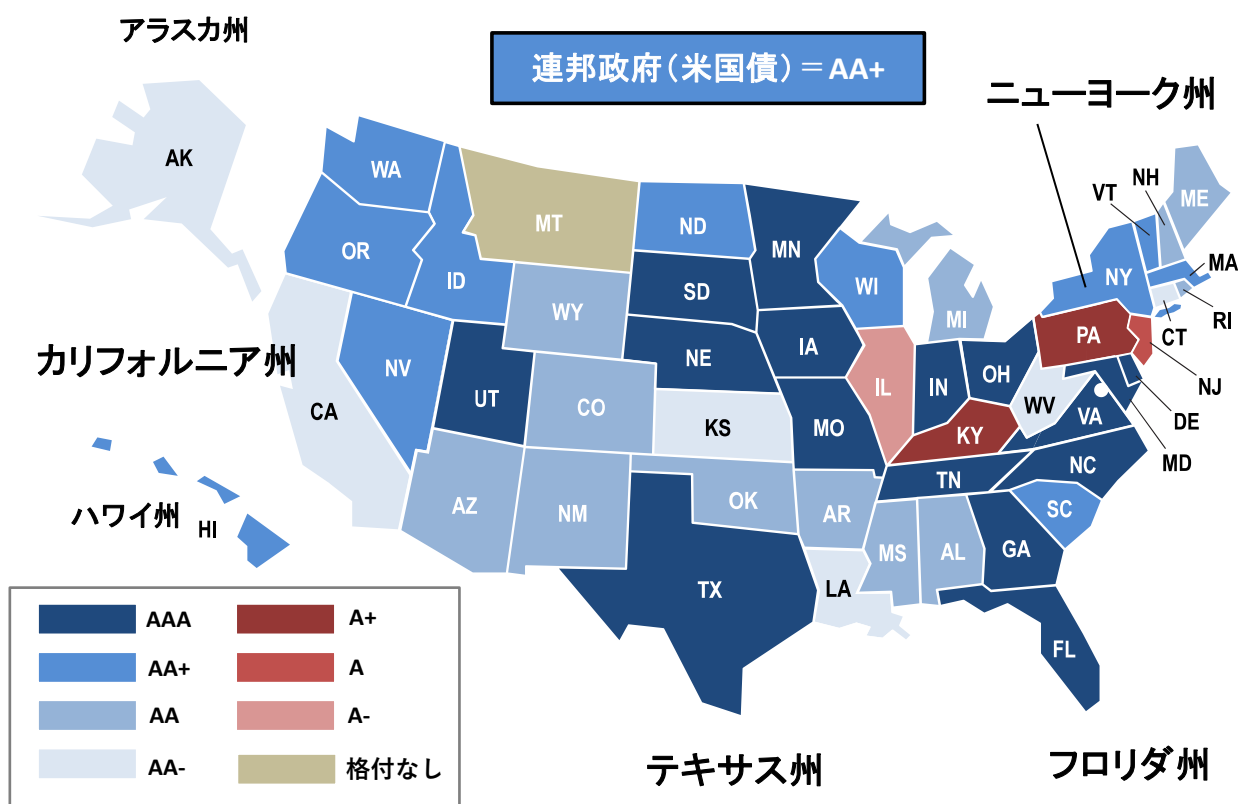 アラスカ州
連邦政府(米国債)=AA+
ニューヨーク州
AK
WA
MT
ND
MN
VT
NH
ME
OR
ID
SD
WI
NY
MA
WY
MI
RI
CT
PA
カリフォルニア州
NV
NE
IA
OH
NJ
CA
UT
CO
KS
MO
IL
IN
WV
VA
DE
KY
MD
NC
TN
ハワイ州
HI
AZ
NM
OK
AR
SC
MS
AL
GA
TX
LA
FL
AAA
A+
AA+
A
AA
A-
AA-
格付なし
テキサス州
フロリダ州